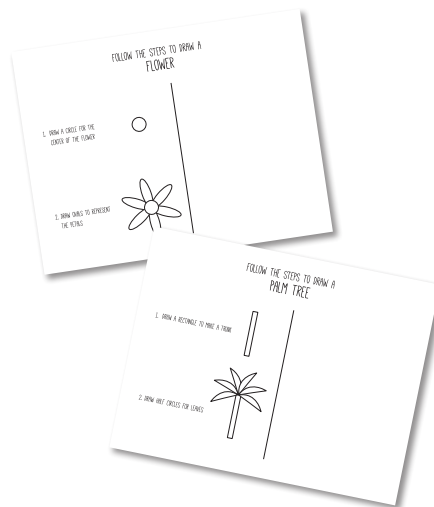 FOLLOW THE STEPS TO DRAW A
FLOWER
1. DRAW A CIRCLE FOR THE
CENTER OF THE FLOWER
2. DRAW OVALS TO REPRESENT
THE PETALS
FOLLOW THE STEPS TO DRAW A
PALM TREE
1. DRAW A RECTANGLE TO MAKE A TRUNK
2. DRAW HALF CIRCLES FOR LEAVES